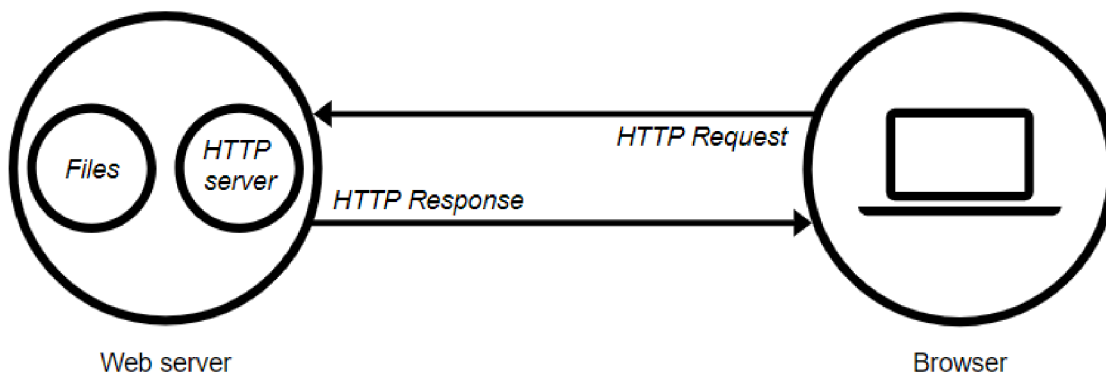 Files
HTTP
server
HTTP Request
HTTP Response
Web server
Browser